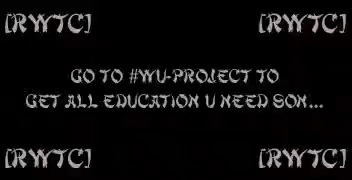 [RWTC] [RWTC]
GO TO #WU-PROJECT TO
GET ALL EDUCATION U NEED SON...
[RWTC] [RWTC]